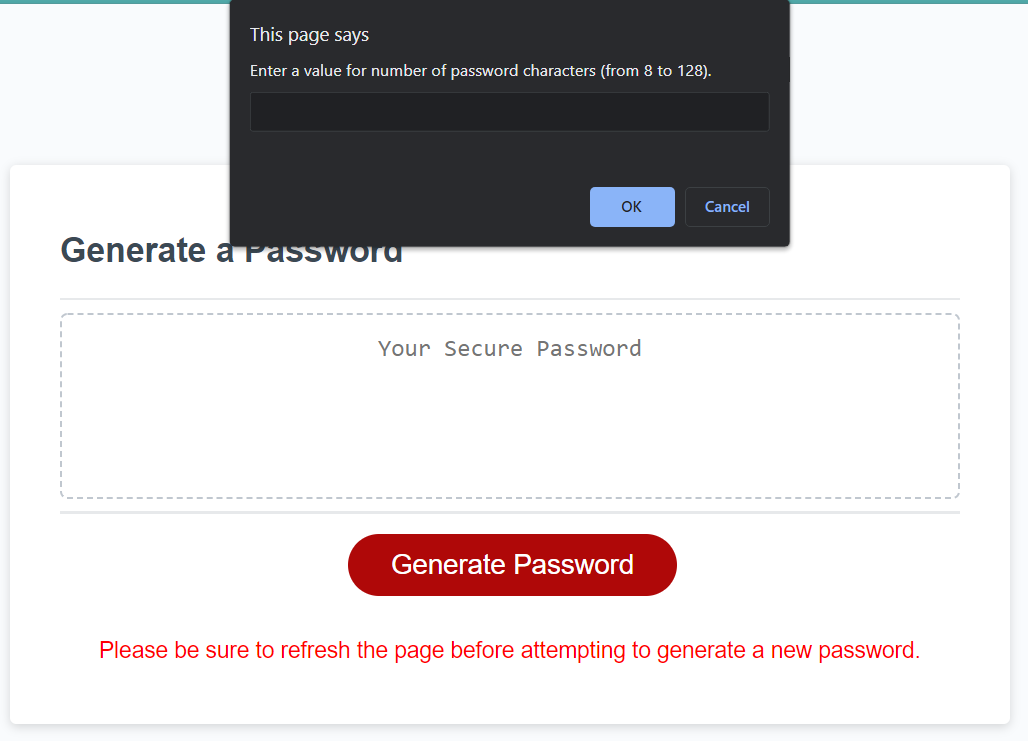 This page says
Enter a value for number of password characters (from 8 to 128).
OK
Cancel
Generate a Password
Your Secure Password
Generate Password
Please be sure to refresh the page before attempting to generate a new password.